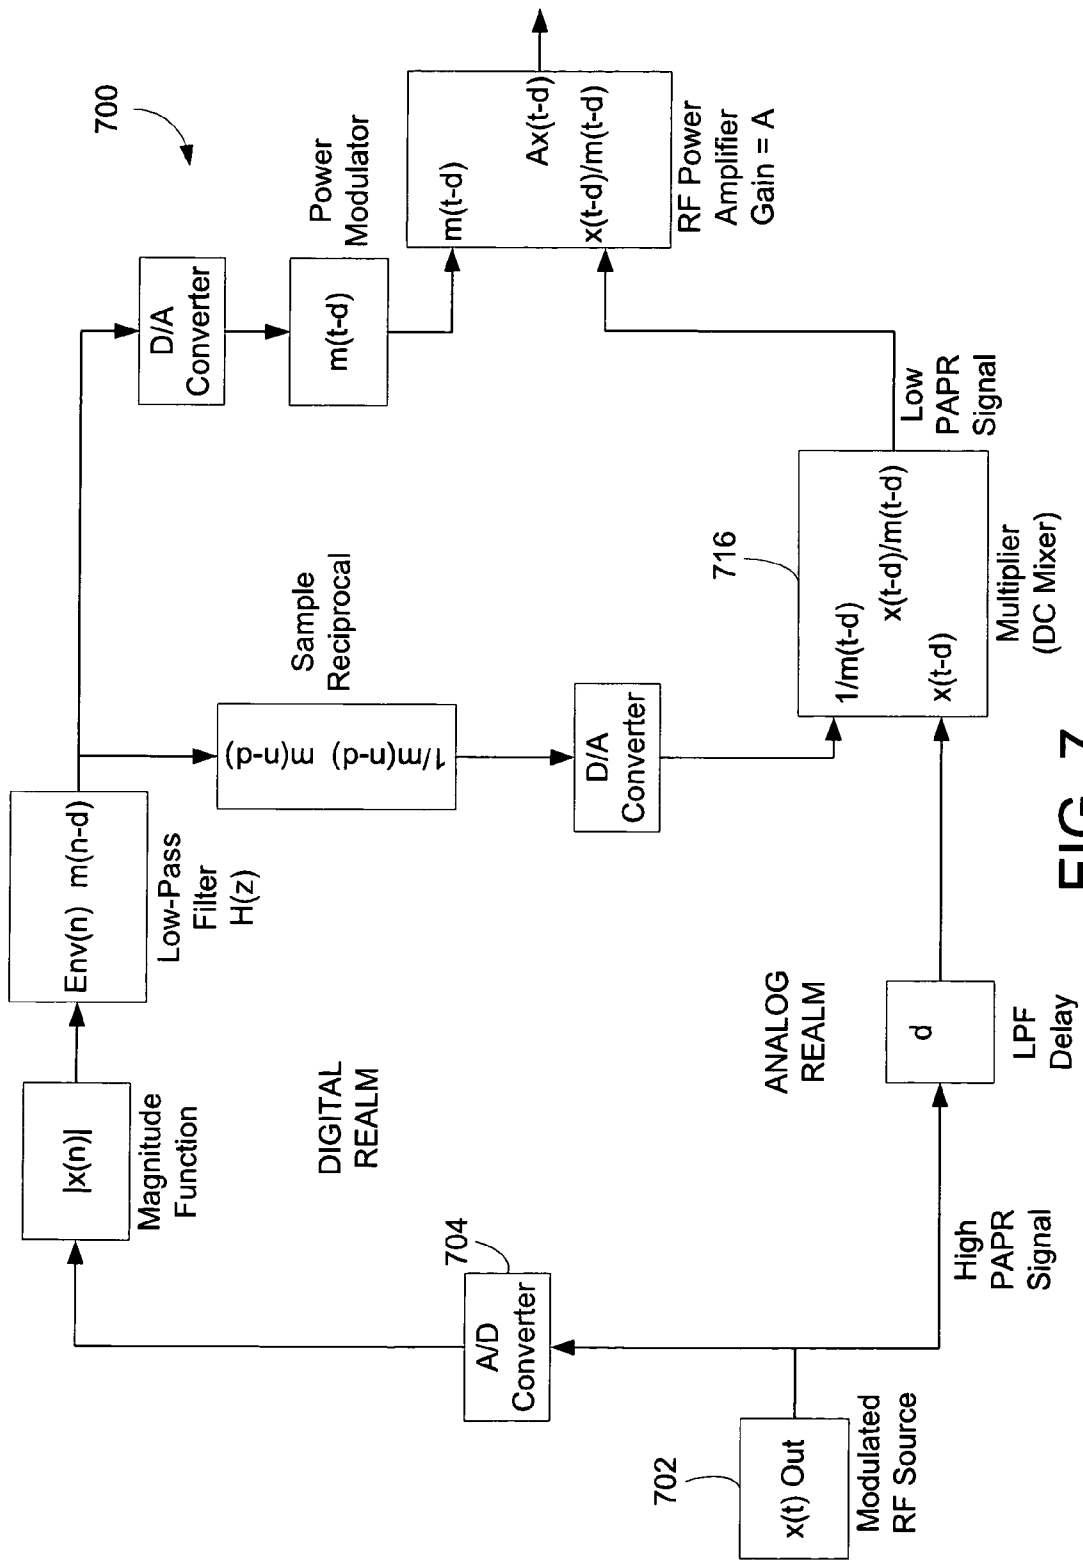 700
Power
Modulator
D/A
Converter
m(t-d)
m(t-d)
Ax(t-d)
x(t-d)/m(t-d)
RF Power
Amplifier
Gain = A
Env(n) m(n-d)
Low-Pass
Filter
H(z)
Sample
Reciprocal
m(n-d)
1/m(n-d)
D/A
Converter
|x(n)|
Magnitude
Function
DIGITAL
REALM
ANALOG
REALM
704
A/D
Converter
702
x(t) Out
Modulated
RF Source
High
PAPR
Signal
d
LPF
Delay
716
1/m(t-d)
x(t-d)/m(t-d)
x(t-d)
Multiplier
(DC Mixer)
Low
PAPR
Signal
FIG. 7